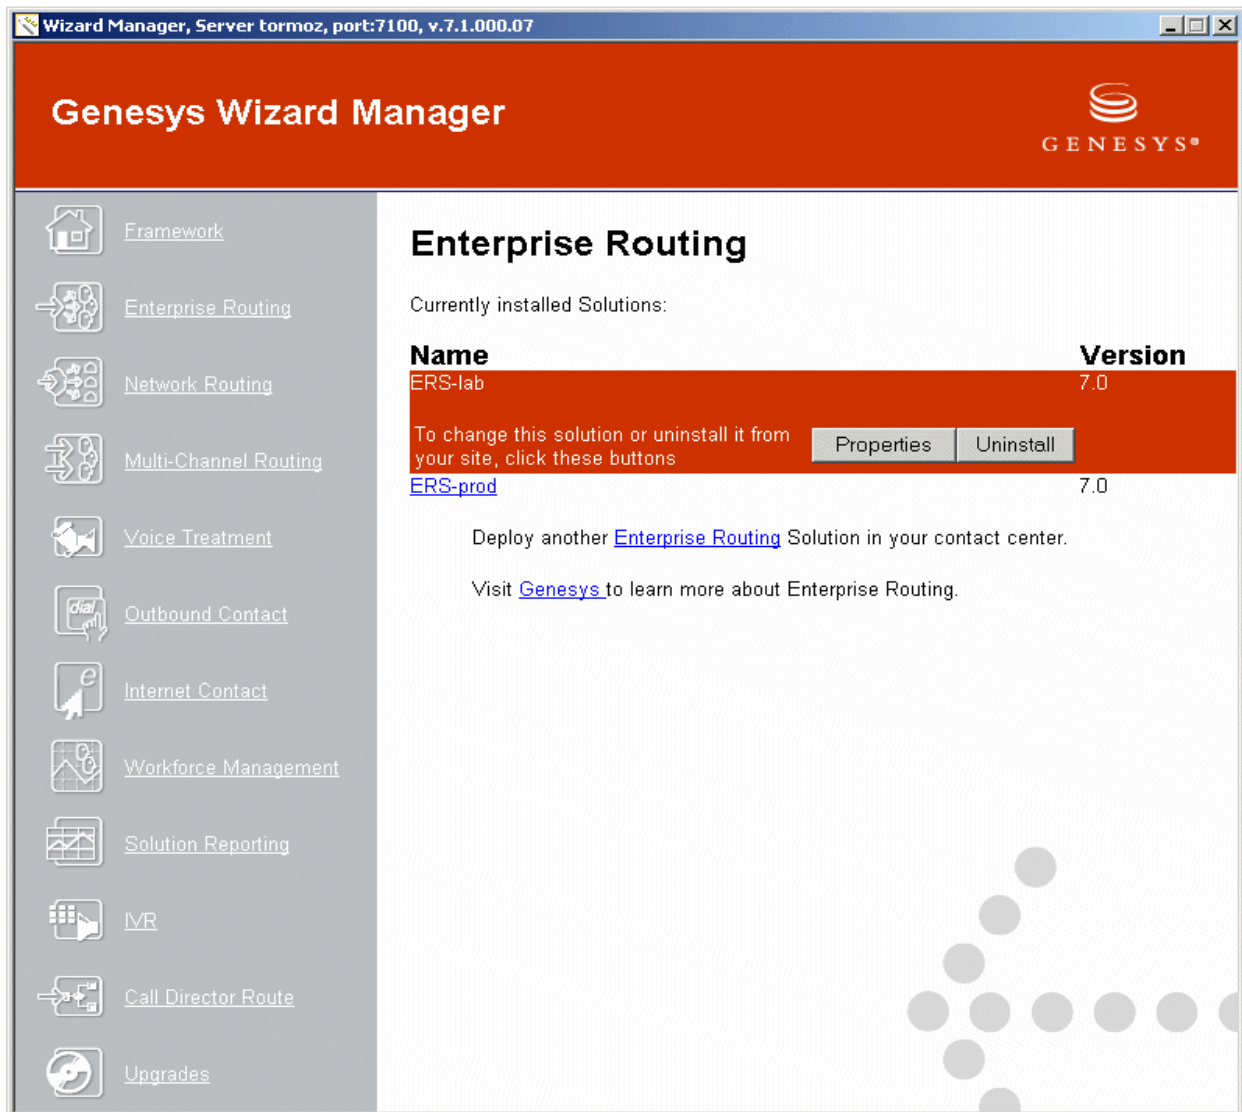 Wizard Manager, Server tormoz, port:7100, v.7.1.000.07
Genesys Wizard Manager
GENESYS®
Framework
Enterprise Routing
Network Routing
Multi-Channel Routing
Voice Treatment
dial
Outbound Contact
e
Internet Contact
Workforce Management
Solution Reporting
IVR
Call Director Route
Upgrades
Enterprise Routing
Currently installed Solutions:
Name Version
ERS-lab 7.0
To change this solution or uninstall it from
your site, click these buttons
Properties Uninstall
ERS-prod 7.0
Deploy another Enterprise Routing Solution in your contact center.
Visit Genesys to learn more about Enterprise Routing.